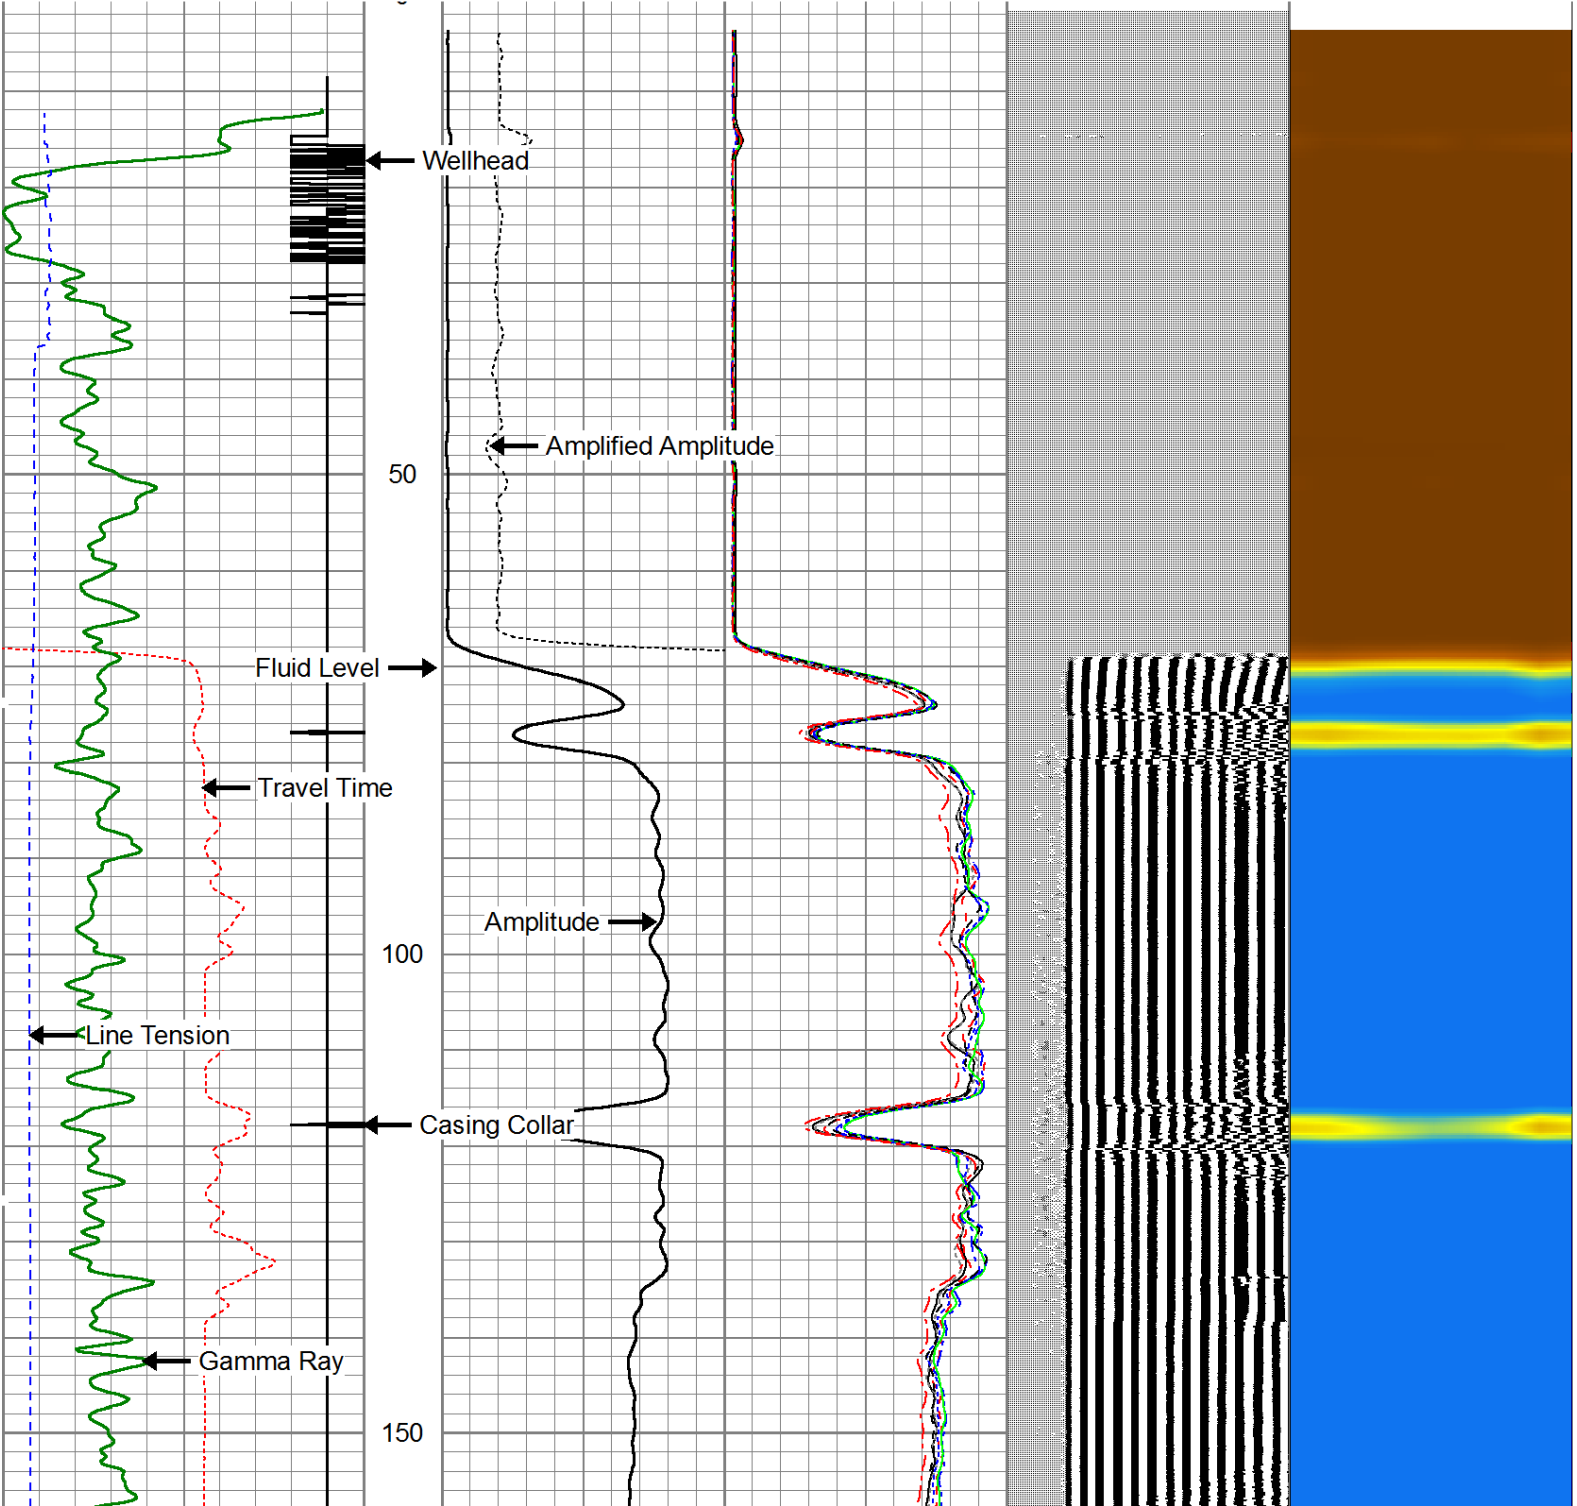 Wellhead
Amplified Amplitude
50
Fluid Level
Travel Time
Amplitude
100
Line Tension
Casing Collar
Gamma Ray
150